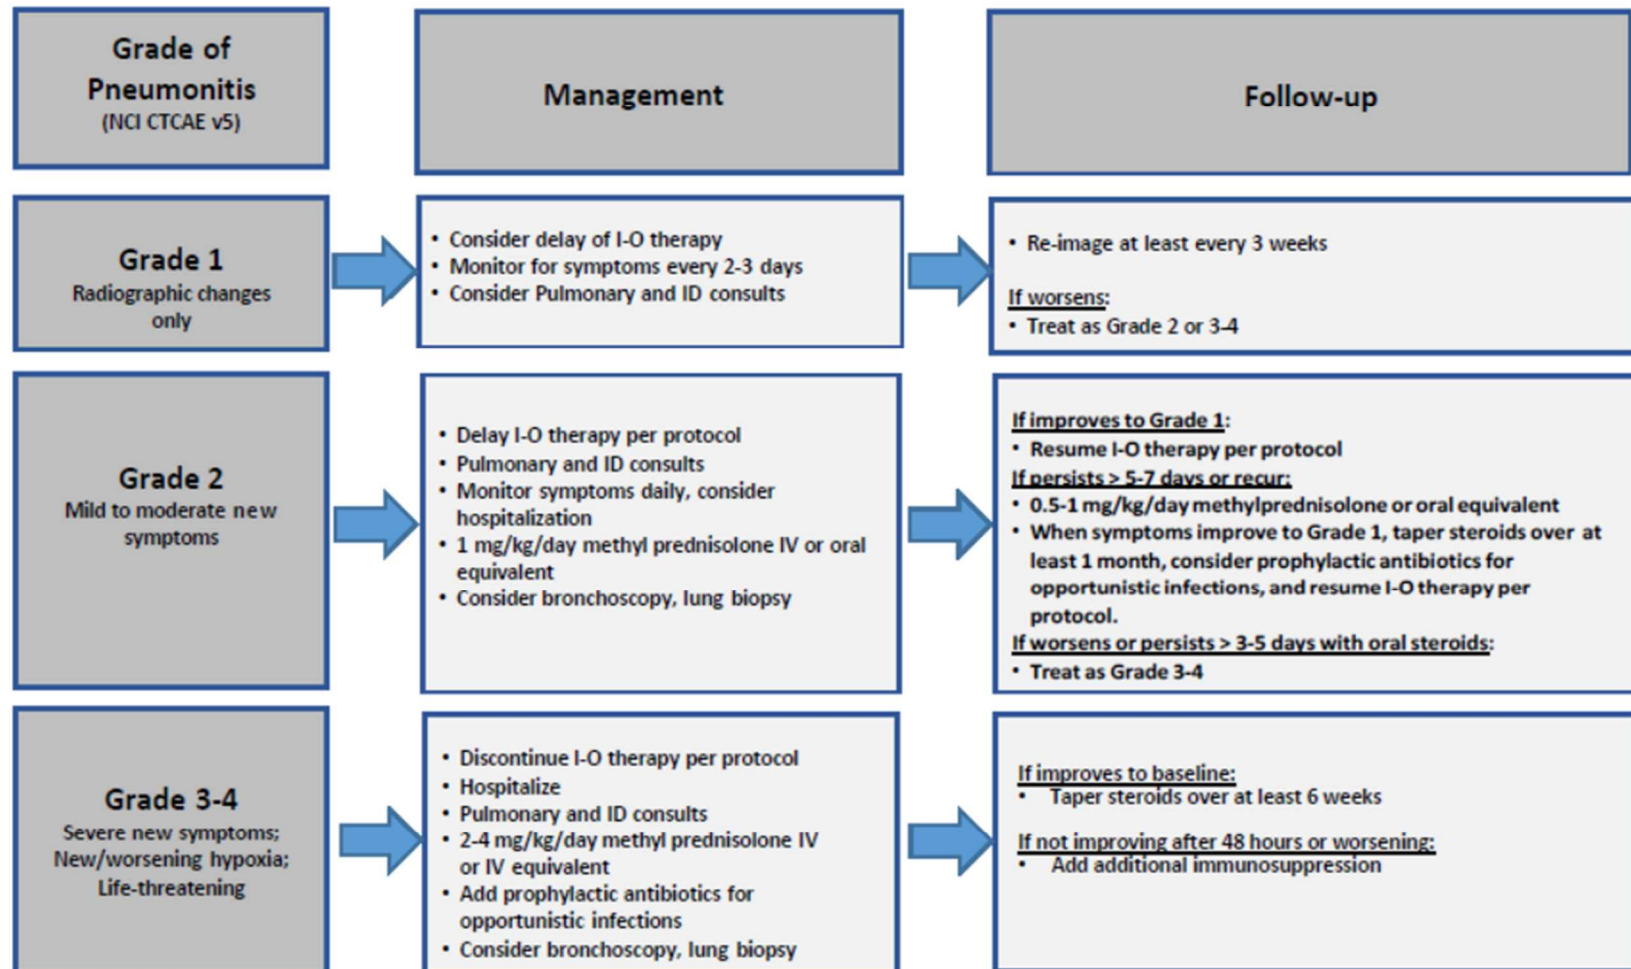 Grade of
Pneumonitis
(NCI CTCAE v5)
Management
Follow-up
Grade 1
Radiographic changes
only
• Consider delay of I-O therapy
• Monitor for symptoms every 2-3 days
• Consider Pulmonary and ID consults
• Re-image at least every 3 weeks
If worsens:
• Treat as Grade 2 or 3-4
Grade 2
Mild to moderate new
symptoms
• Delay I-O therapy per protocol
• Pulmonary and ID consults
• Monitor symptoms daily, consider
hospitalization
• 1 mg/kg/day methyl prednisolone IV or oral
equivalent
• Consider bronchoscopy, lung biopsy
If improves to Grade 1:
• Resume I-O therapy per protocol
If persists > 5-7 days or recur:
• 0.5-1 mg/kg/day methylprednisolone or oral equivalent
• When symptoms improve to Grade 1, taper steroids over at
least 1 month, consider prophylactic antibiotics for
opportunistic infections, and resume I-O therapy per
protocol.
If worsens or persists > 3-5 days with oral steroids:
• Treat as Grade 3-4
Grade 3-4
Severe new symptoms;
New/worsening hypoxia;
Life-threatening
• Discontinue I-O therapy per protocol
• Hospitalize
• Pulmonary and ID consults
• 2-4 mg/kg/day methyl prednisolone IV
or IV equivalent
• Add prophylactic antibiotics for
opportunistic infections
• Consider bronchoscopy, lung biopsy
If improves to baseline:
• Taper steroids over at least 6 weeks
If not improving after 48 hours or worsening:
• Add additional immunosuppression